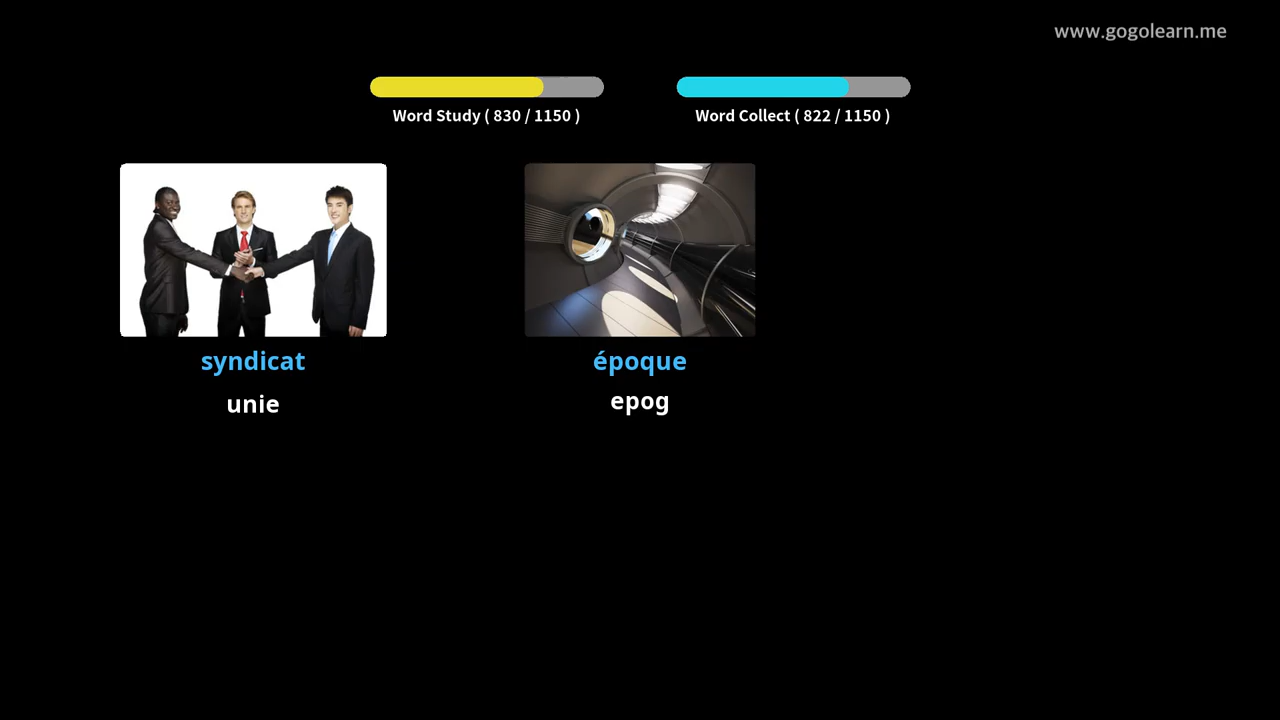 www.gogolearn.me
Word Study ( 830 / 1150 )
Word Collect ( 822 / 1150 )
syndicat
époque
unie
epog